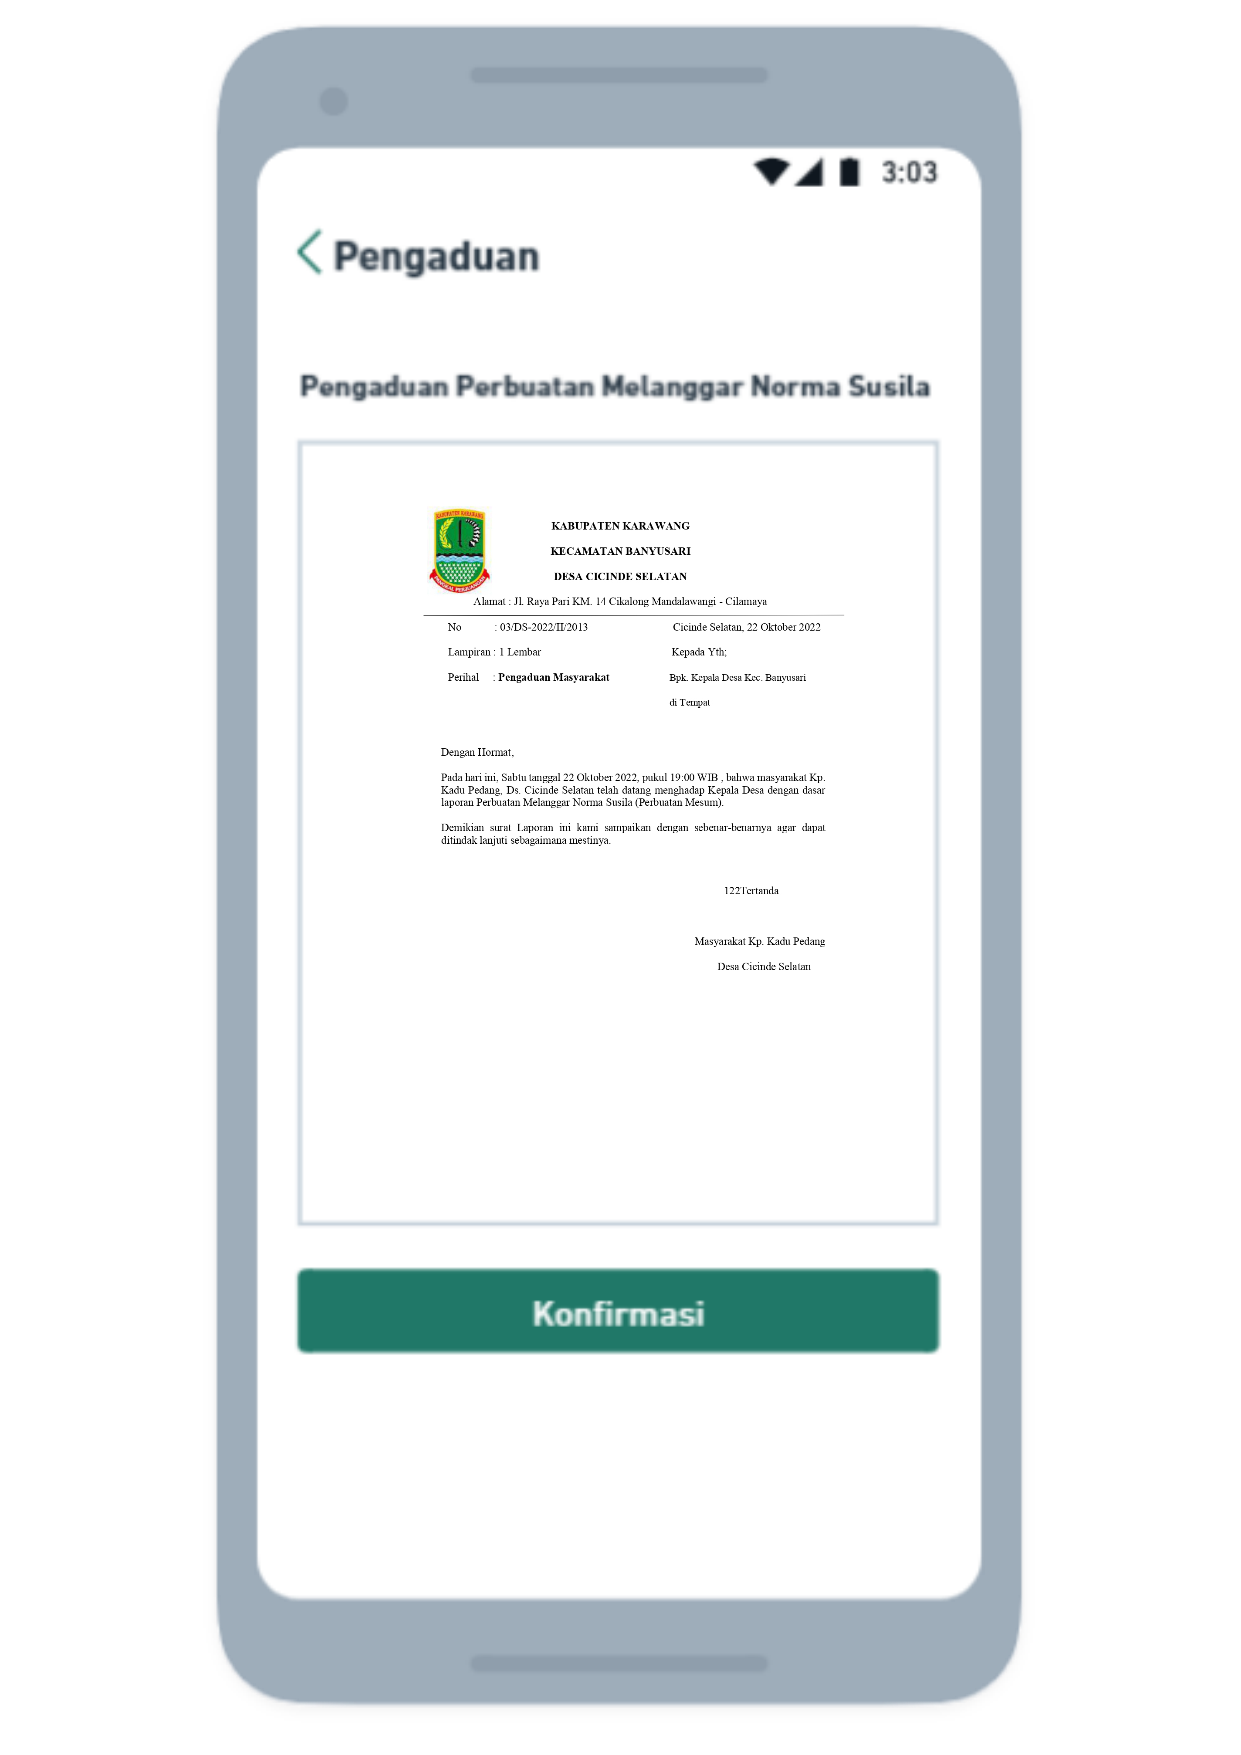 3:03
Pengaduan
Pengaduan Perbuatan Melanggar Norma Susila
KABUPATEN KARAWANG
KABUPATEN KARAWANG
KECAMATAN BANYUSARI
DESA CICINDE SELATAN
PANGKAL PERJUANGAN
Alamat : Jl. Raya Pari KM. 14 Cikalong Mandalawangi - Cilamaya
No : 03/DS-2022/II/2013 Cicinde Selatan, 22 Oktober 2022
Lampiran : 1 Lembar Kepada Yth;
Perihal : Pengaduan Masyarakat Bpk. Kepala Desa Kec. Banyusari
di Tempat
Dengan Hormat,
Pada hari ini, Sabtu tanggal 22 Oktober 2022, pukul 19:00 WIB , bahwa masyarakat Kp.
Kadu Pedang, Ds. Cicinde Selatan telah datang menghadap Kepala Desa dengan dasar
laporan Perbuatan Melanggar Norma Susila (Perbuatan Mesum).
Demikian surat Laporan ini kami sampaikan dengan sebenar-benarnya agar dapat
ditindak lanjuti sebagaimana mestinya.
122Tertanda
Masyarakat Kp. Kadu Pedang
Desa Cicinde Selatan
Konfirmasi